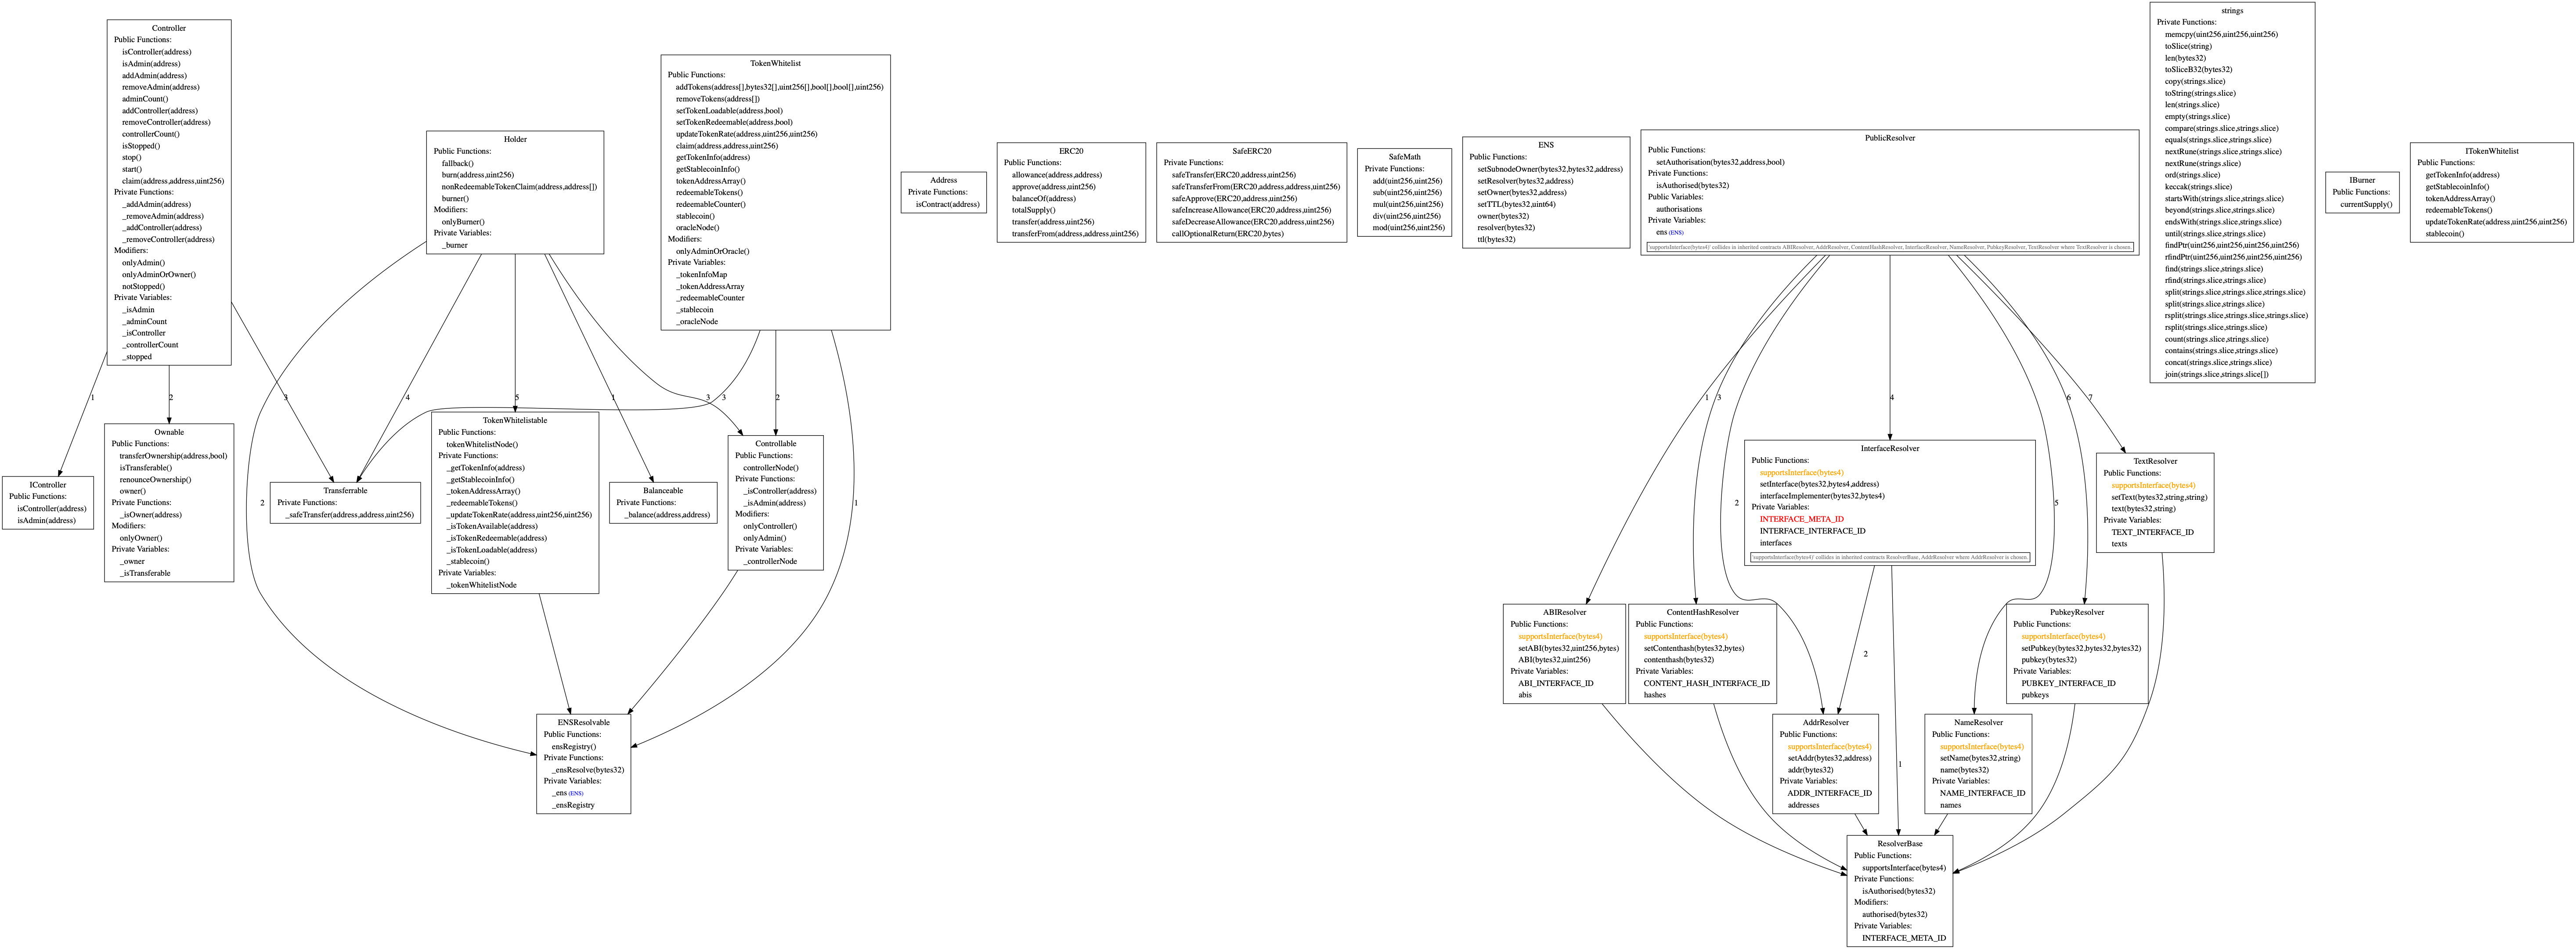 Controller
Public Functions:
isController(address)
isAdmin(address)
addAdmin(address)
removeAdmin(address)
adminCount()
addController(address)
removeController(address)
controllerCount()
isStopped()
stop()
start()
claim(address,address,uint256)
Private Functions:
_addAdmin(address)
_removeAdmin(address)
_addController(address)
_removeController(address)
Modifiers:
onlyAdmin()
onlyAdminOrOwner()
notStopped()
Private Variables:
_isAdmin
_adminCount
_isController
_controllerCount
_stopped
Holder
Public Functions:
fallback()
burn(address,uint256)
nonRedeemableTokenClaim(address,address[])
burner()
Modifiers:
onlyBurner()
Private Variables:
_burner
TokenWhitelist
Public Functions:
addTokens(address[],bytes32[],uint256[],bool[],bool[],uint256)
removeTokens(address[])
setTokenLoadable(address,bool)
setTokenRedeemable(address,bool)
updateTokenRate(address,uint256,uint256)
claim(address,address,uint256)
getTokenInfo(address)
getStablecoinInfo()
tokenAddressArray()
redeemableTokens()
redeemableCounter()
stablecoin()
oracleNode()
Modifiers:
onlyAdminOrOracle()
Private Variables:
_tokenInfoMap
_tokenAddressArray
_redeemableCounter
_stablecoin
_oracleNode
Address
Private Functions:
isContract(address)
ERC20
Public Functions:
allowance(address,address)
approve(address,uint256)
balanceOf(address)
totalSupply()
transfer(address,uint256)
transferFrom(address,address,uint256)
SafeERC20
Private Functions:
safeTransfer(ERC20,address,uint256)
safeTransferFrom(ERC20,address,address,uint256)
safeApprove(ERC20,address,uint256)
safeIncreaseAllowance(ERC20,address,uint256)
safeDecreaseAllowance(ERC20,address,uint256)
callOptionalReturn(ERC20,bytes)
SafeMath
Private Functions:
add(uint256,uint256)
sub(uint256,uint256)
mul(uint256,uint256)
div(uint256,uint256)
mod(uint256,uint256)
ENS
Public Functions:
setSubnodeOwner(bytes32,bytes32,address)
setResolver(bytes32,address)
setOwner(bytes32,address)
setTTL(bytes32,uint64)
owner(bytes32)
resolver(bytes32)
ttl(bytes32)
PublicResolver
Public Functions:
setAuthorisation(bytes32,address,bool)
Private Functions:
isAuthorised(bytes32)
Public Variables:
authorisations
Private Variables:
ens (ENS)
'supportsInterface(bytes4)' collides in inherited contracts ABIResolver, AddrResolver, ContentHashResolver, InterfaceResolver, NameResolver, PubkeyResolver, TextResolver where TextResolver is chosen.
strings
Private Functions:
memcpy(uint256,uint256,uint256)
toSlice(string)
len(bytes32)
toSliceB32(bytes32)
copy(strings.slice)
toString(strings.slice)
len(strings.slice)
empty(strings.slice)
compare(strings.slice,strings.slice)
equals(strings.slice,strings.slice)
nextRune(strings.slice,strings.slice)
nextRune(strings.slice)
ord(strings.slice)
keccak(strings.slice)
startsWith(strings.slice,strings.slice)
beyond(strings.slice,strings.slice)
endsWith(strings.slice,strings.slice)
until(strings.slice,strings.slice)
findPtr(uint256,uint256,uint256,uint256)
rfindPtr(uint256,uint256,uint256,uint256)
find(strings.slice,strings.slice)
rfind(strings.slice,strings.slice)
split(strings.slice,strings.slice,strings.slice)
split(strings.slice,strings.slice)
rsplit(strings.slice,strings.slice,strings.slice)
rsplit(strings.slice,strings.slice)
count(strings.slice,strings.slice)
contains(strings.slice,strings.slice)
concat(strings.slice,strings.slice)
join(strings.slice,strings.slice[])
IBurner
Public Functions:
currentSupply()
ITokenWhitelist
Public Functions:
getTokenInfo(address)
getStablecoinInfo()
tokenAddressArray()
redeemableTokens()
updateTokenRate(address,uint256,uint256)
stablecoin()
1
2
3
4
5
1
3
3
2
1
3
4
6
7
IController
Public Functions:
isController(address)
isAdmin(address)
Ownable
Public Functions:
transferOwnership(address,bool)
isTransferable()
renounceOwnership()
owner()
Private Functions:
_isOwner(address)
Modifiers:
onlyOwner()
Private Variables:
_owner
_isTransferable
2
Transferrable
Private Functions:
_safeTransfer(address,address,uint256)
TokenWhitelistable
Public Functions:
tokenWhitelistNode()
Private Functions:
_getTokenInfo(address)
_getStablecoinInfo()
_tokenAddressArray()
_redeemableTokens()
_updateTokenRate(address,uint256,uint256)
_isTokenAvailable(address)
_isTokenRedeemable(address)
_isTokenLoadable(address)
_stablecoin()
Private Variables:
_tokenWhitelistNode
Balanceable
Private Functions:
_balance(address,address)
Controllable
Public Functions:
controllerNode()
Private Functions:
_isController(address)
_isAdmin(address)
Modifiers:
onlyController()
onlyAdmin()
Private Variables:
_controllerNode
1
2
InterfaceResolver
Public Functions:
supportsInterface(bytes4)
setInterface(bytes32,bytes4,address)
interfaceImplementer(bytes32,bytes4)
Private Variables:
INTERFACE_META_ID
INTERFACE_INTERFACE_ID
interfaces
'supportsInterface(bytes4)' collides in inherited contracts ResolverBase, AddrResolver where AddrResolver is chosen.
5
TextResolver
Public Functions:
supportsInterface(bytes4)
setText(bytes32,string,string)
text(bytes32,string)
Private Variables:
TEXT_INTERFACE_ID
texts
ABIResolver
Public Functions:
supportsInterface(bytes4)
setABI(bytes32,uint256,bytes)
ABI(bytes32,uint256)
Private Variables:
ABI_INTERFACE_ID
abis
ContentHashResolver
Public Functions:
supportsInterface(bytes4)
setContenthash(bytes32,bytes)
contenthash(bytes32)
Private Variables:
CONTENT_HASH_INTERFACE_ID
hashes
2
PubkeyResolver
Public Functions:
supportsInterface(bytes4)
setPubkey(bytes32,bytes32,bytes32)
pubkey(bytes32)
Private Variables:
PUBKEY_INTERFACE_ID
pubkeys
ENSResolvable
Public Functions:
ensRegistry()
Private Functions:
_ensResolve(bytes32)
Private Variables:
_ens (ENS)
_ensRegistry
AddrResolver
Public Functions:
supportsInterface(bytes4)
setAddr(bytes32,address)
addr(bytes32)
Private Variables:
ADDR_INTERFACE_ID
addresses
1
NameResolver
Public Functions:
supportsInterface(bytes4)
setName(bytes32,string)
name(bytes32)
Private Variables:
NAME_INTERFACE_ID
names
ResolverBase
Public Functions:
supportsInterface(bytes4)
Private Functions:
isAuthorised(bytes32)
Modifiers:
authorised(bytes32)
Private Variables:
INTERFACE_META_ID